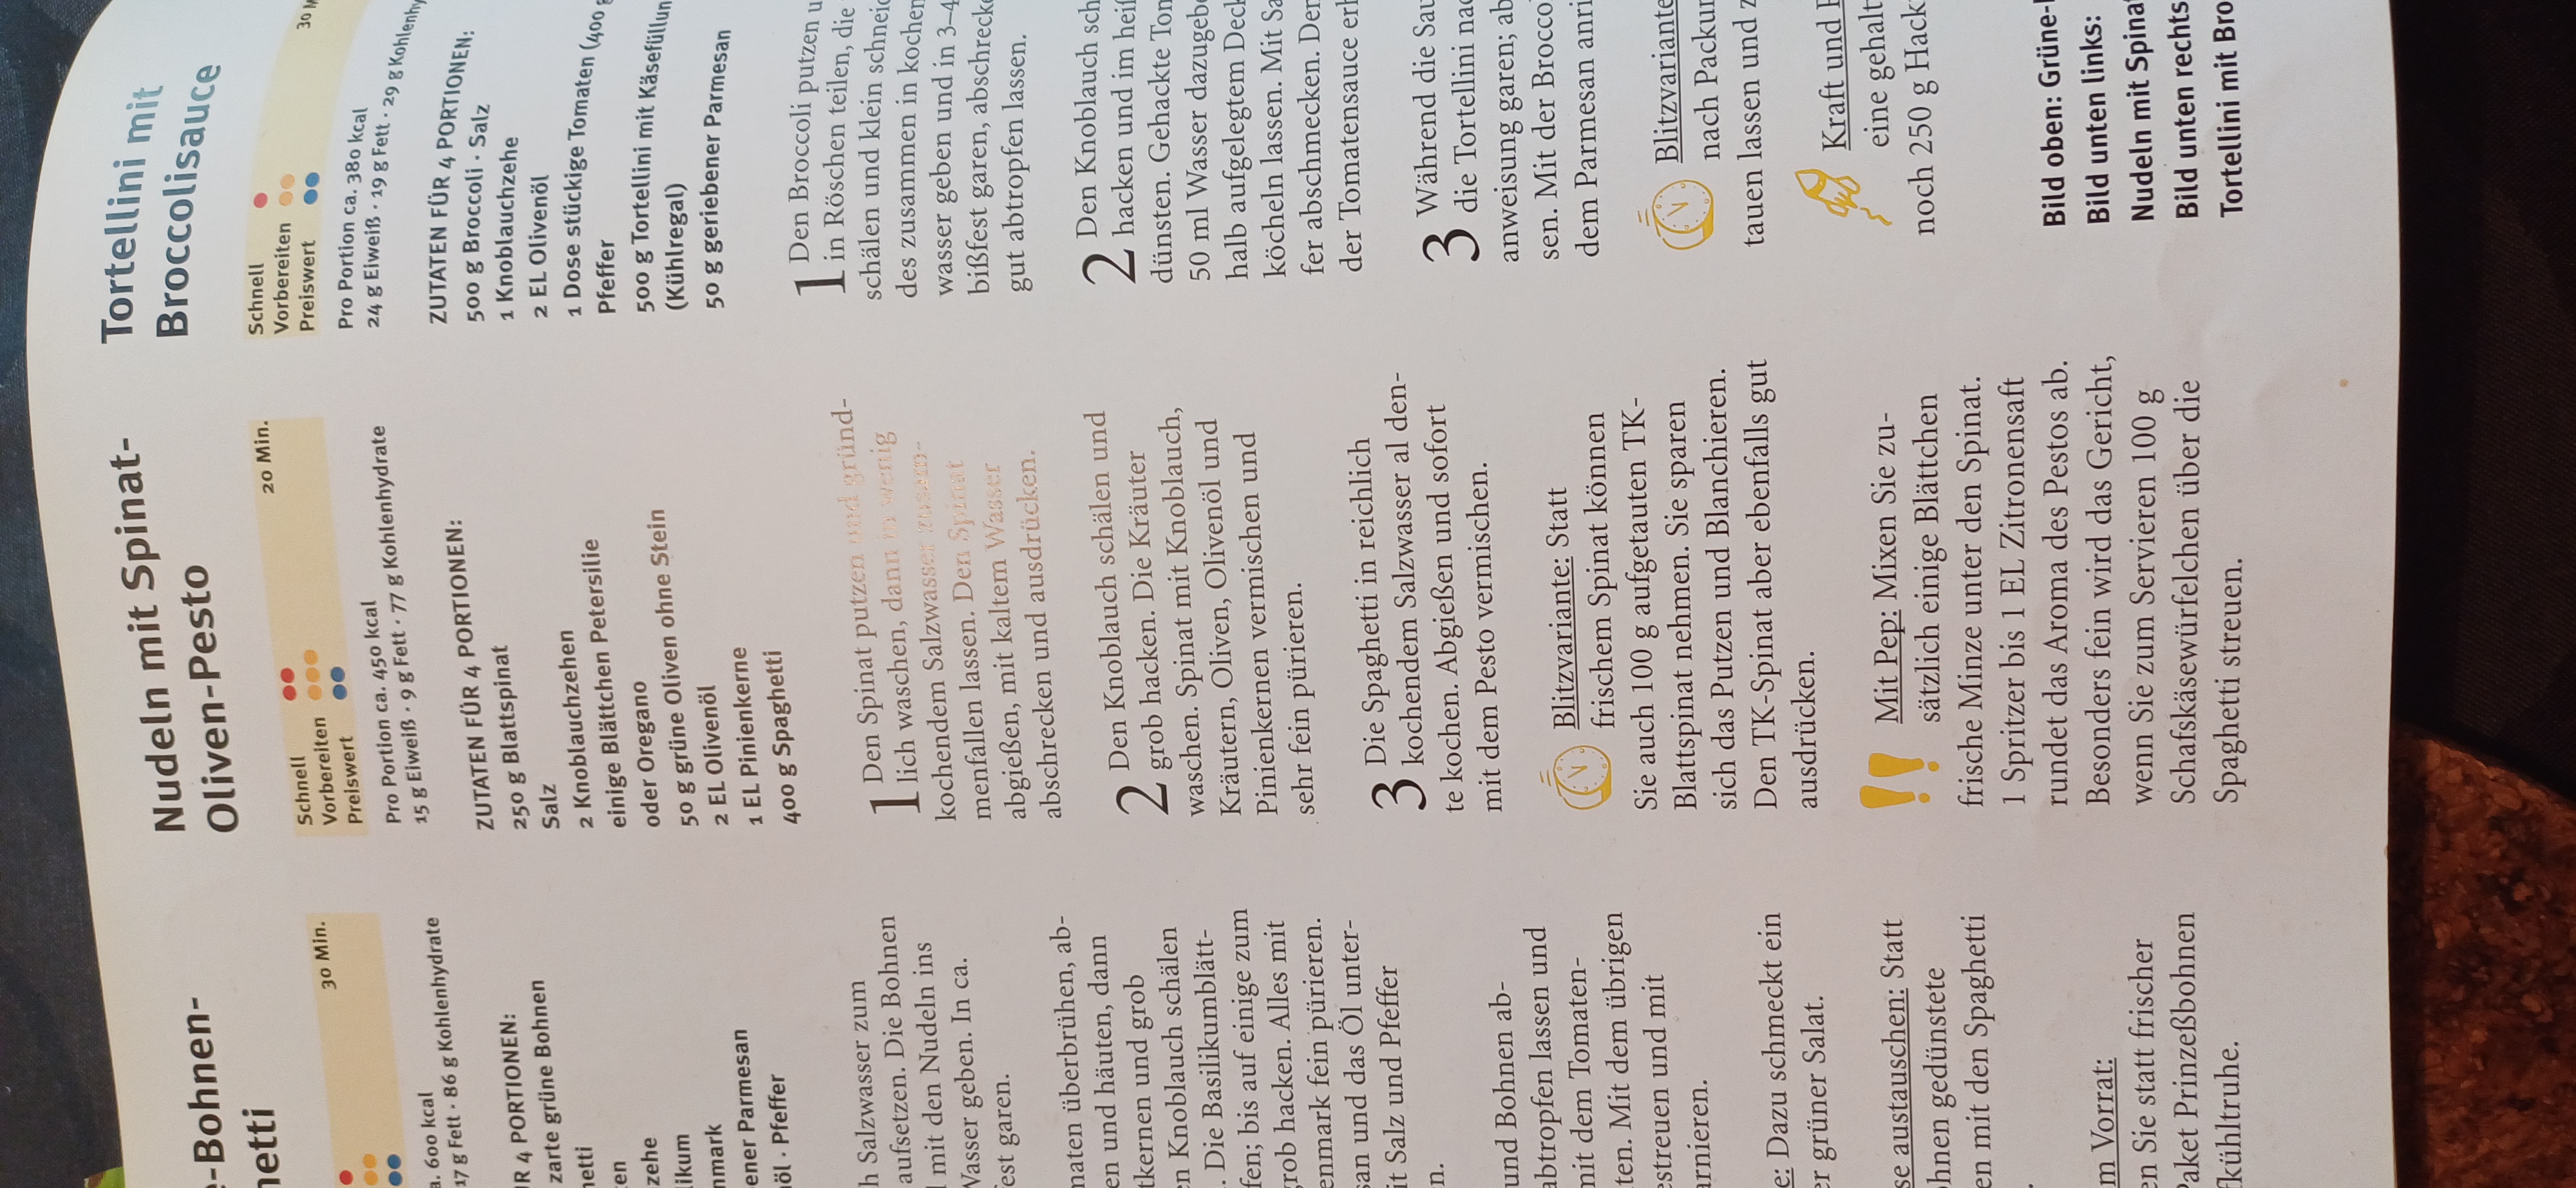 -Bohnen-
etti
30 Min.
a. 600 kcal
17 g Fett · 86 g Kohlenhydrate
4 PORTIONEN:
zarte grüne Bohnen
etti
en
zehe
likum
nmark
ener Parmesan
öl · Pfeffer
h Salzwasser zum
aufsetzen. Die Bohnen
mit den Nudeln ins
Wasser geben. In ca.
fest garen.
maten überbrühen, ab-
en und häuten, dann
tkernen und grob
en Knoblauch schälen
. Die Basilikumblätt-
fen; bis auf einige zum
grob hacken. Alles mit
enmark fein pürieren.
san und das Öl unter-
it Salz und Pfeffer
n.
und Bohnen ab-
abtropfen lassen und
mit dem Tomaten-
ten. Mit dem übrigen
estreuen und mit
arnieren.
e: Dazu schmeckt ein
er grüner Salat.
se austauschen: Statt
ohnen gedünstete
en mit den Spaghetti
.
m Vorrat:
en Sie statt frischer
Paket Prinzeßbohnen
fkühltruhe.
Nudeln mit Spinat-
Oliven-Pesto
Schnell
Vorbereiten
Preiswert
20 Min.
Pro Portion ca. 450 kcal
15 g Eiweiß · 9 g Fett · 77 g Kohlenhydrate
ZUTATEN FÜR 4 PORTIONEN:
250 g Blattspinat
Salz
2 Knoblauchzehen
einige Blättchen Petersilie
oder Oregano
50 g grüne Oliven ohne Stein
2 EL Olivenöl
1 EL Pinienkerne
400 g Spaghetti
1 Den Spinat putzen und gründ-
lich waschen, dann in wenig
kochendem Salzwasser zusam-
menfallen lassen. Den Spinat
abgießen, mit kaltem Wasser
abschrecken und ausdrücken.
2 Den Knoblauch schälen und
grob hacken. Die Kräuter
waschen. Spinat mit Knoblauch,
Kräutern, Oliven, Olivenöl und
Pinienkernen vermischen und
sehr fein pürieren.
3 Die Spaghetti in reichlich
kochendem Salzwasser al den-
te kochen. Abgießen und sofort
mit dem Pesto vermischen.
Blitzvariante: Statt
frischem Spinat können
Sie auch 100 g aufgetauten TK-
Blattspinat nehmen. Sie sparen
sich das Putzen und Blanchieren.
Den TK-Spinat aber ebenfalls gut
ausdrücken.
Mit Pep: Mixen Sie zu-
sätzlich einige Blättchen
frische Minze unter den Spinat.
1 Spritzer bis 1 EL Zitronensaft
rundet das Aroma des Pestos ab.
Besonders fein wird das Gericht,
wenn Sie zum Servieren 100 g
Schafskäsewürfelchen über die
Spaghetti streuen.
Tortellini mit
Broccolisauce
Schnell
Vorbereiten
Preiswert
30 M
Pro Portion ca. 380 kcal
24 g Eiweiß · 19 g Fett · 29 g Kohlenhy
ZUTATEN FÜR 4 PORTIONEN:
500 g Broccoli · Salz
1 Knoblauchzehe
2 EL Olivenöl
1 Dose stückige Tomaten (400 g
Pfeffer
500 g Tortellini mit Käsefüllun
(Kühlregal)
50 g geriebener Parmesan
1 Den Broccoli putzen u
in Röschen teilen, die
schälen und klein schneid
des zusammen in kochen
wasser geben und in 3–4
bißfest garen, abschrecke
gut abtropfen lassen.
2 Den Knoblauch sch
hacken und im heiß
dünsten. Gehackte Tom
50 ml Wasser dazugebe
halb aufgelegtem Deck
köcheln lassen. Mit Sa
fer abschmecken. Den
der Tomatensauce erh
3 Während die Sau
die Tortellini nac
anweisung garen; ab
sen. Mit der Brocco
dem Parmesan anri
Blitzvariante
nach Packun
tauen lassen und z
Kraft und
eine gehalt
noch 250 g Hack
Bild oben: Grüne-
Bild unten links:
Nudeln mit Spinat
Bild unten rechts
Tortellini mit Bro